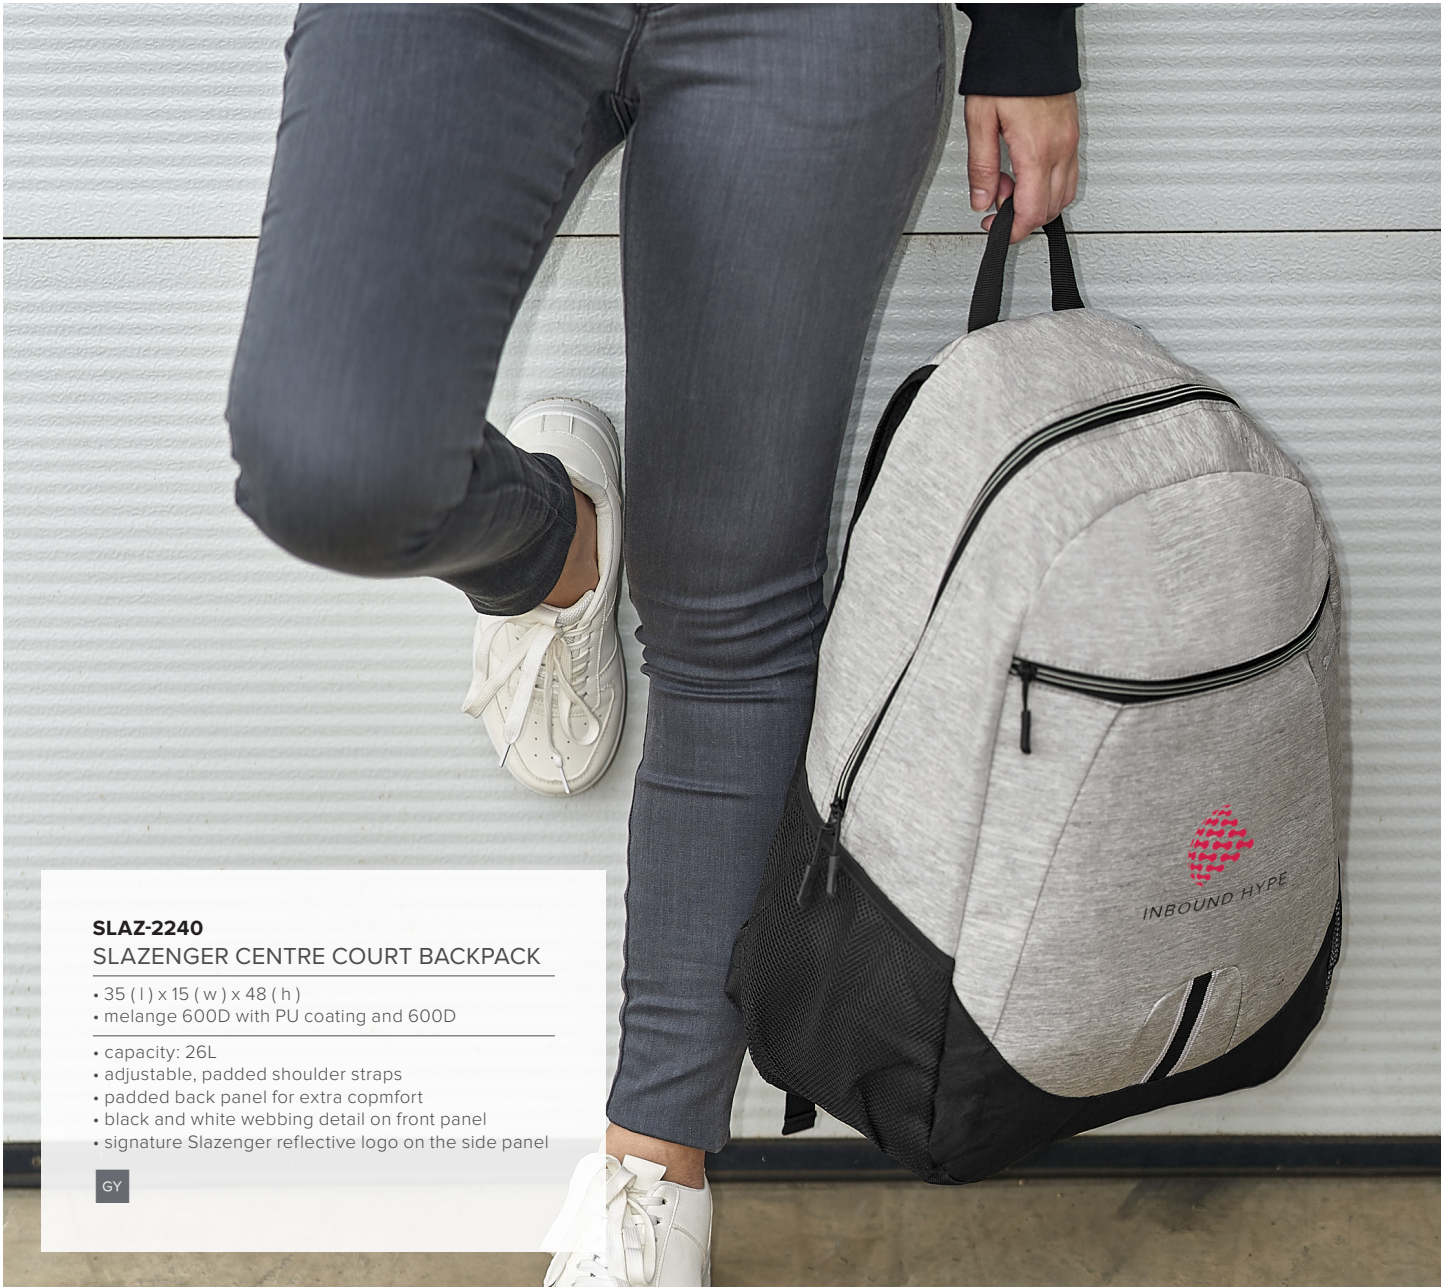 SLAZ-2240
SLAZENGER CENTRE COURT BACKPACK
• 35 ( l ) x 15 ( w ) x 48 ( h )
• melange 600D with PU coating and 600D
• capacity: 26L
• adjustable, padded shoulder straps
• padded back panel for extra copmfort
• black and white webbing detail on front panel
• signature Slazenger reflective logo on the side panel
GY
INBOUND HYPE